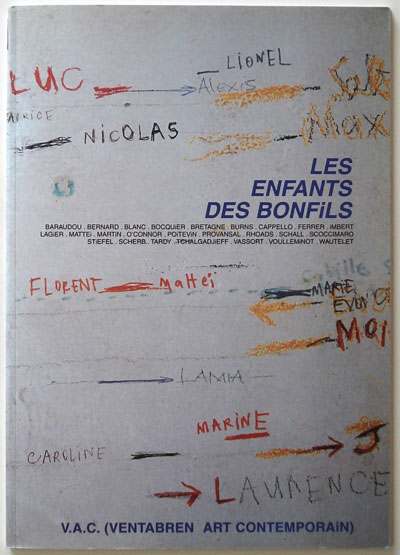 LIONEL
LUC Alexis
NICOLAS Max
LES
ENFANTS
DES BONFiLS
BARAUDOU . BERNARD . BLANC . BOCQUIER . BRETAGNE . BURNS . CAPPELLO . FERRER . IMBERT
LAGIER . MATTEI . MARTIN . O'CONNOR . POITEVIN . PROVANSAL . RHOADS . SCHALL . SCOCCIMARO
STIEFEL . SCHERB . TARDY . TCHALGADJIEFF . VASSORT . VOULLEMINOT . WAUTELET
FLORENT mattei MARIE
MOI
LAMIA
MARINE
CAROLINE J
LAURENCE
V.A.C. (VENTABREN ART CONTEMPORAiN)